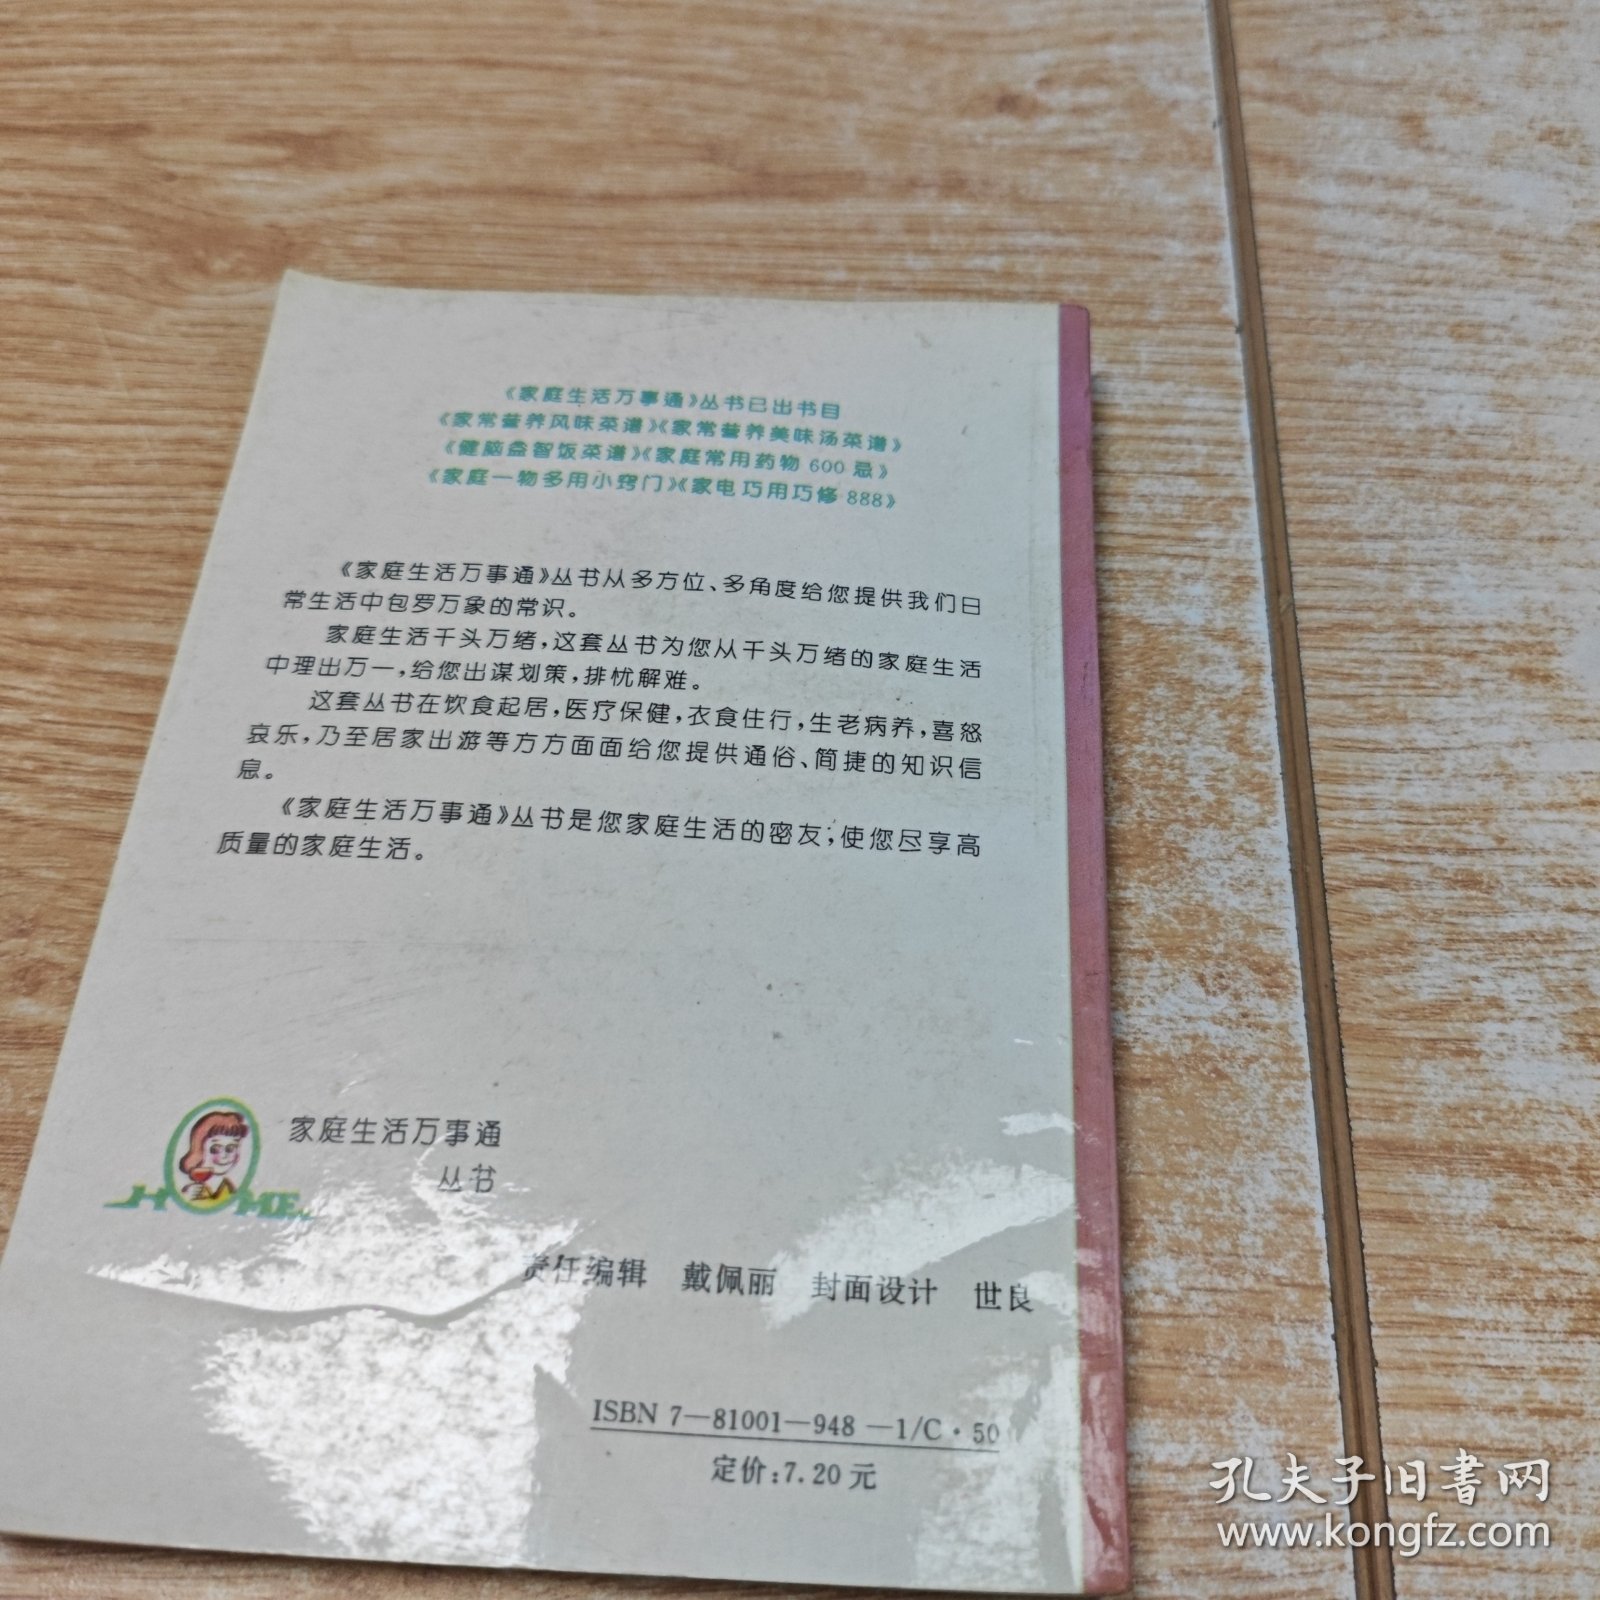 《家庭生活万事通》丛书已出书目
《家常营养风味菜谱》《家常营养美味汤菜谱》
《健脑益智饭菜谱》《家庭常用药物600忌》
《家庭一物多用小窍门》《家电巧用巧修888》
《家庭生活万事通》丛书从多方位、多角度给您提供我们日
常生活中包罗万象的常识。
家庭生活千头万绪，这套丛书为您从千头万绪的家庭生活
中理出万一，给您出谋划策，排忧解难。
这套丛书在饮食起居，医疗保健，衣食住行，生老病养，喜怒
哀乐，乃至居家出游等方方面面给您提供通俗、简捷的知识信
息。
《家庭生活万事通》丛书是您家庭生活的密友，使您尽享高
质量的家庭生活。
家庭生活万事通
丛书
HOME
责任编辑 戴佩丽 封面设计 世良
ISBN 7—81001—948—1/C·50
定价：7.20元
孔夫子旧书网
www.kongfz.com